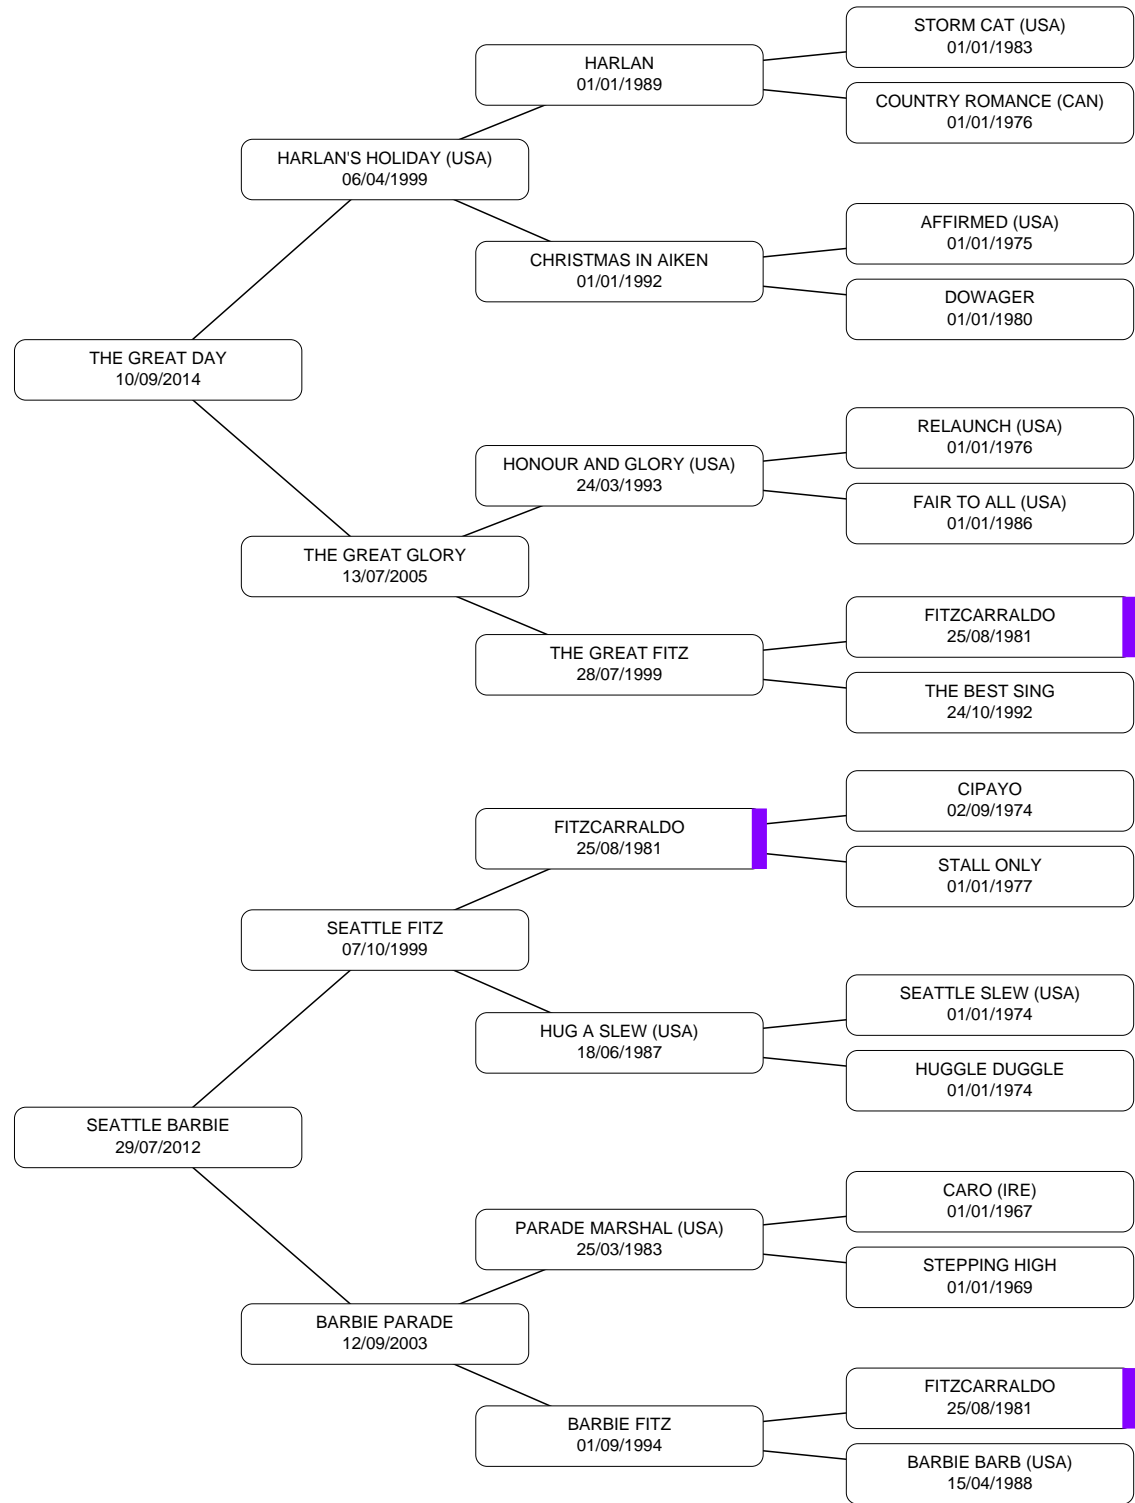 STORM CAT (USA)
01/01/1983
HARLAN
01/01/1989
COUNTRY ROMANCE (CAN)
01/01/1976
HARLAN'S HOLIDAY (USA)
06/04/1999
AFFIRMED (USA)
01/01/1975
CHRISTMAS IN AIKEN
01/01/1992
DOWAGER
01/01/1980
THE GREAT DAY
10/09/2014
RELAUNCH (USA)
01/01/1976
HONOUR AND GLORY (USA)
24/03/1993
FAIR TO ALL (USA)
01/01/1986
THE GREAT GLORY
13/07/2005
FITZCARRALDO
25/08/1981
THE GREAT FITZ
28/07/1999
THE BEST SING
24/10/1992
CIPAYO
02/09/1974
FITZCARRALDO
25/08/1981
STALL ONLY
01/01/1977
SEATTLE FITZ
07/10/1999
SEATTLE SLEW (USA)
01/01/1974
HUG A SLEW (USA)
18/06/1987
HUGGLE DUGGLE
01/01/1974
SEATTLE BARBIE
29/07/2012
CARO (IRE)
01/01/1967
PARADE MARSHAL (USA)
25/03/1983
STEPPING HIGH
01/01/1969
BARBIE PARADE
12/09/2003
FITZCARRALDO
25/08/1981
BARBIE FITZ
01/09/1994
BARBIE BARB (USA)
15/04/1988